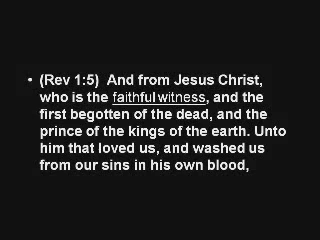 • (Rev 1:5)  And from Jesus Christ,
who is the faithful witness, and the
first begotten of the dead, and the
prince of the kings of the earth. Unto
him that loved us, and washed us
from our sins in his own blood,